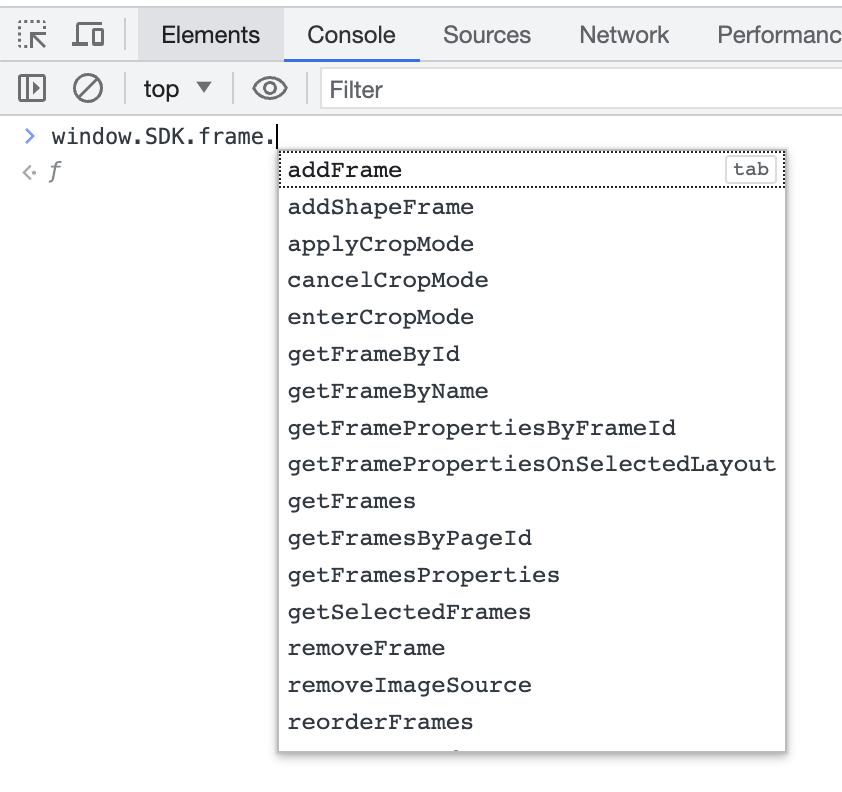 Elements Console Sources Network Performanc
top Filter
> window.SDK.frame.
f
addFrame tab
addShapeFrame
applyCropMode
cancelCropMode
enterCropMode
getFrameById
getFrameByName
getFramePropertiesByFrameId
getFramePropertiesOnSelectedLayout
getFrames
getFramesByPageId
getFramesProperties
getSelectedFrames
removeFrame
removeImageSource
reorderFrames